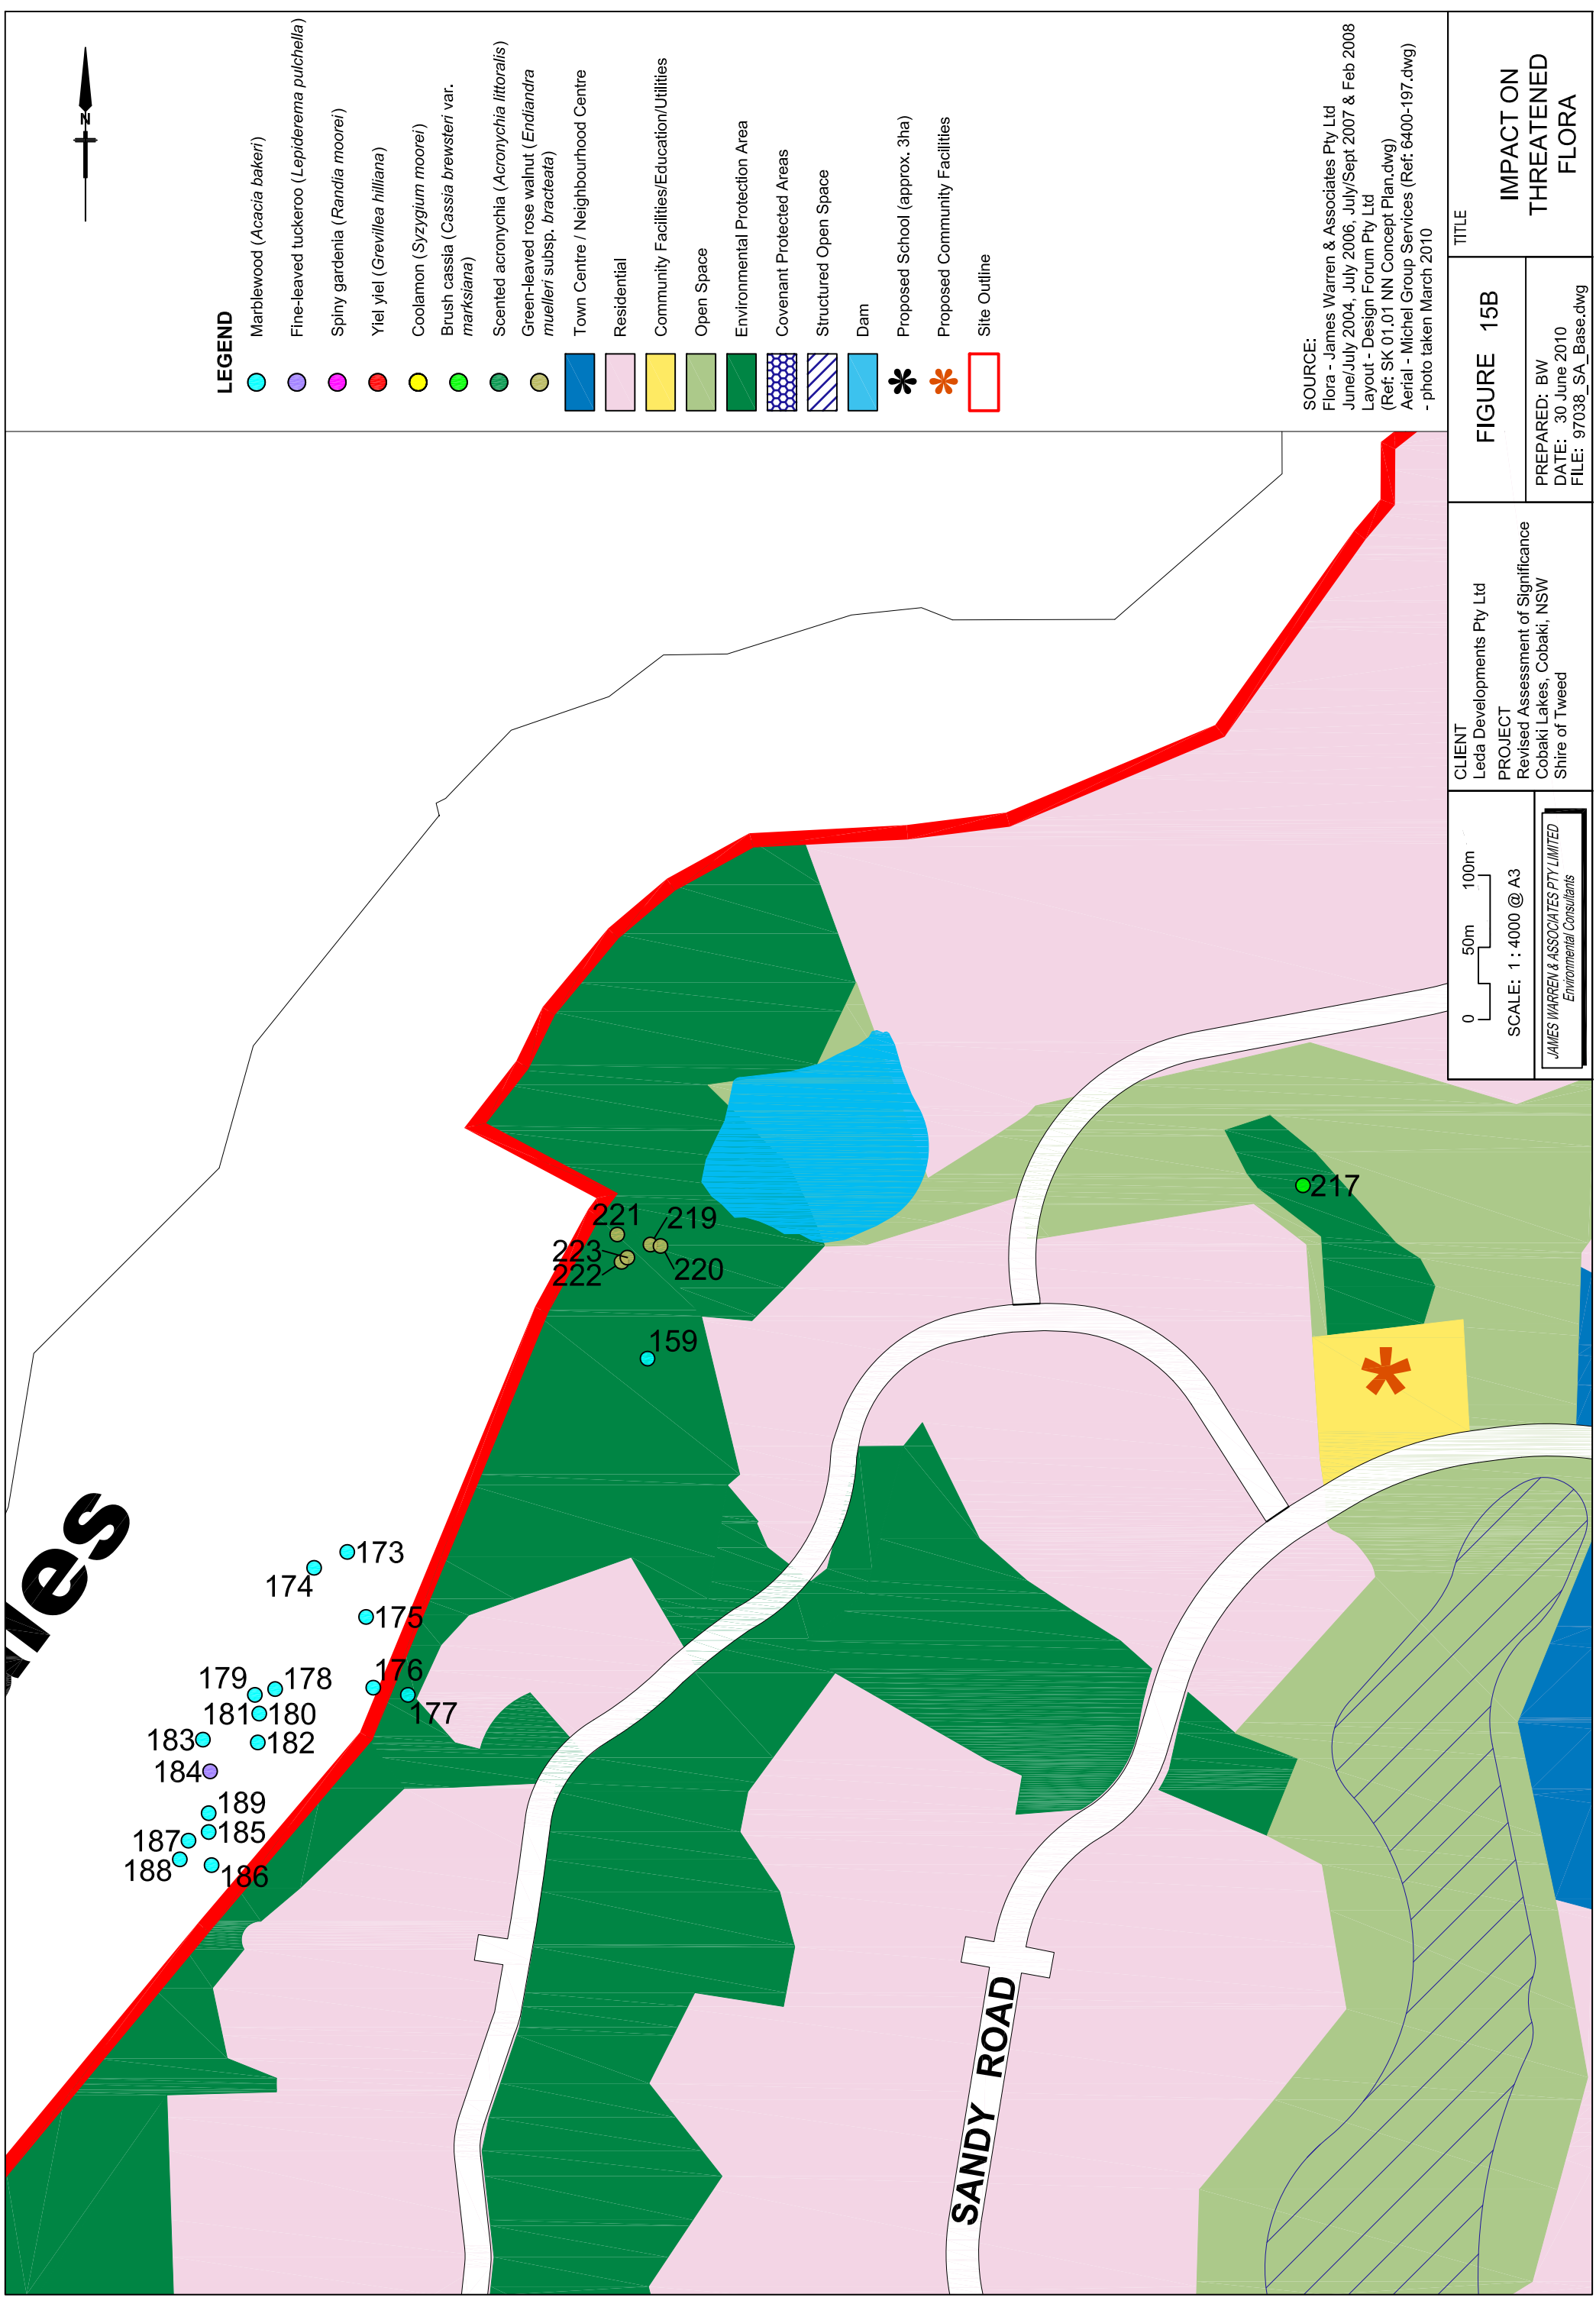 N
LEGEND
Marblewood (Acacia bakeri)
Fine-leaved tuckeroo (Lepiderema pulchella)
Spiny gardenia (Randia moorei)
Yiel yiel (Grevillea hilliana)
Coolamon (Syzygium moorei)
Brush cassia (Cassia brewsteri var.
marksiana)
Scented acronychia (Acronychia littoralis)
Green-leaved rose walnut (Endiandra
muelleri subsp. bracteata)
Town Centre / Neighbourhood Centre
Residential
Community Facilities/Education/Utilities
Open Space
Environmental Protection Area
Covenant Protected Areas
Structured Open Space
Dam
Proposed School (approx. 3ha)
Proposed Community Facilities
Site Outline
SOURCE:
Flora - James Warren & Associates Pty Ltd
June/July 2004, July 2006, July/Sept 2007 & Feb 2008
Layout - Design Forum Pty Ltd
(Ref: SK 01.01 NN Concept Plan.dwg)
Aerial - Michel Group Services (Ref: 6400-197.dwg)
- photo taken March 2010
TITLE
IMPACT ON
THREATENED
FLORA
FIGURE 15B
PREPARED: BW
DATE: 30 June 2010
FILE: 97038_SA_Base.dwg
CLIENT
Leda Developments Pty Ltd
PROJECT
Revised Assessment of Significance
Cobaki Lakes, Cobaki, NSW
Shire of Tweed
0 50m 100m
SCALE: 1 : 4000 @ A3
JAMES WARREN & ASSOCIATES PTY LIMITED
Environmental Consultants
217
221
219
223
220
222
159
173
174
175
176
179
178
177
181
180
183
182
184
189
187
185
188
186
SANDY ROAD